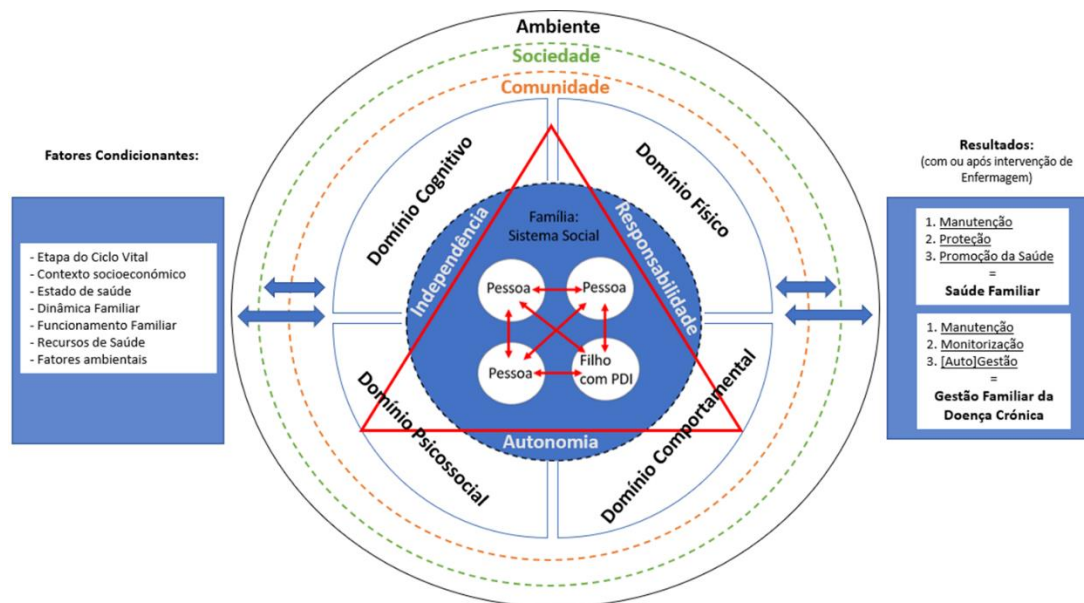 Ambiente
Sociedade
Comunidade
Fatores Condicionantes:
- Etapa do Ciclo Vital
- Contexto socioeconómico
- Estado de saúde
- Dinâmica Familiar
- Funcionamento Familiar
- Recursos de Saúde
- Fatores ambientais
Domínio Cognitivo
Domínio Físico
Independência
Responsabilidade
Família:
Sistema Social
Pessoa
Pessoa
Pessoa
Filho
com PDI
Autonomia
Domínio Psicossocial
Domínio Comportamental
Resultados:
(com ou após intervenção de
Enfermagem)
1. Manutenção
2. Proteção
3. Promoção da Saúde
=
Saúde Familiar
1. Manutenção
2. Monitorização
3. [Auto]Gestão
=
Gestão Familiar da
Doença Crónica